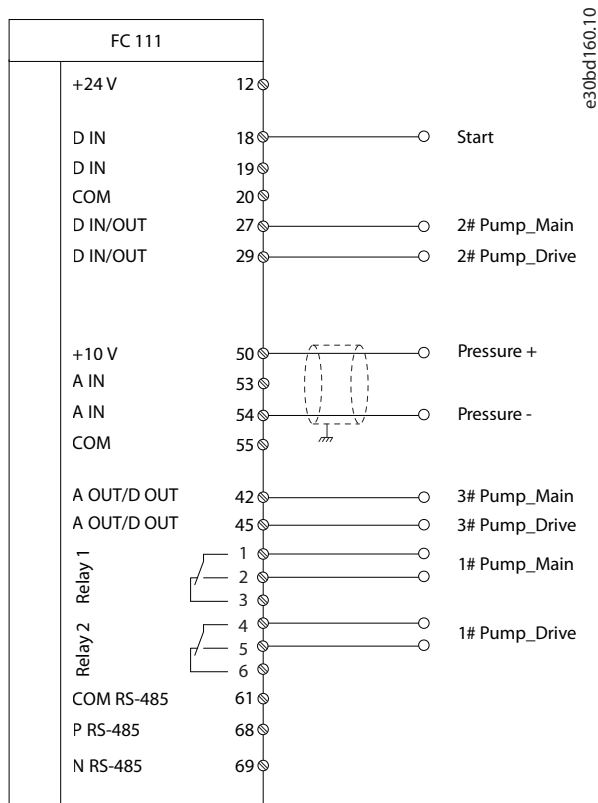 FC 111
e30bd160.10
+24 V 12
D IN 18 Start
D IN 19
COM 20
D IN/OUT 27 2# Pump_Main
D IN/OUT 29 2# Pump_Drive
+10 V 50 Pressure +
A IN 53
A IN 54 Pressure -
COM 55
A OUT/D OUT 42 3# Pump_Main
A OUT/D OUT 45 3# Pump_Drive
Relay 1
1
2
3
1# Pump_Main
Relay 2
4
5
6
1# Pump_Drive
COM RS-485 61
P RS-485 68
N RS-485 69